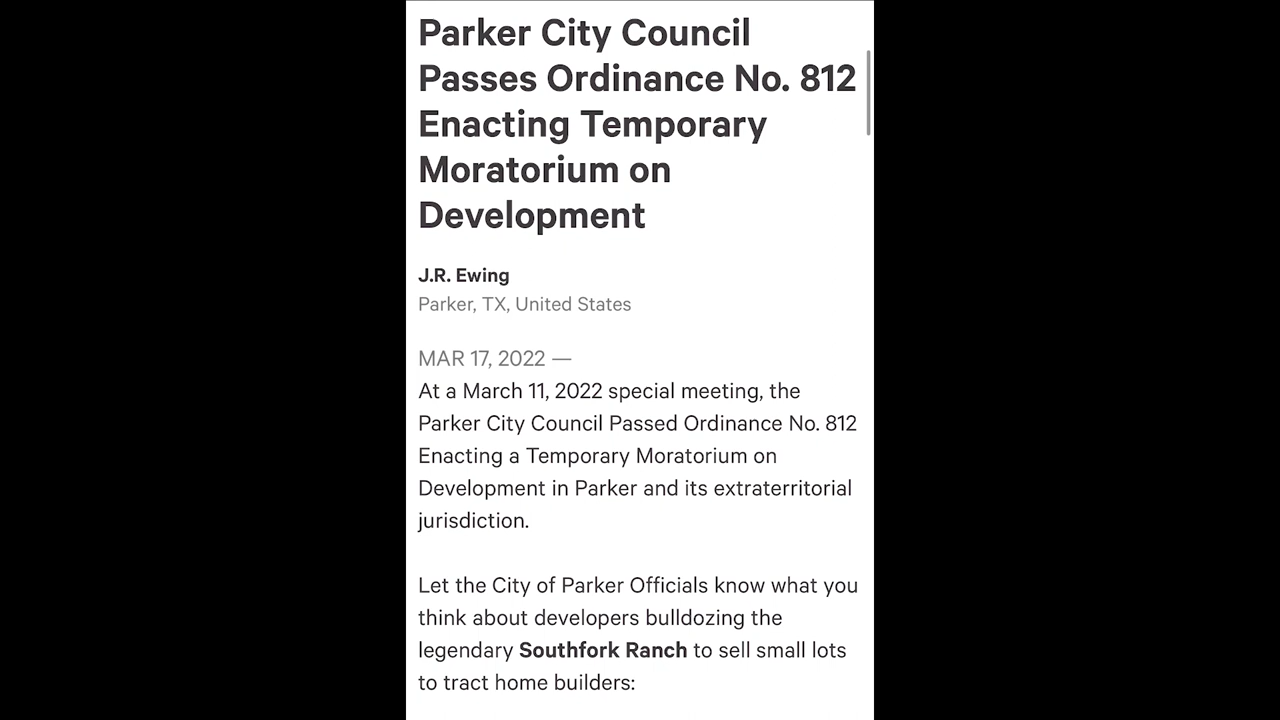 Parker City Council
Passes Ordinance No. 812
Enacting Temporary
Moratorium on
Development
J.R. Ewing
Parker, TX, United States
MAR 17, 2022 —
At a March 11, 2022 special meeting, the
Parker City Council Passed Ordinance No. 812
Enacting a Temporary Moratorium on
Development in Parker and its extraterritorial
jurisdiction.
Let the City of Parker Officials know what you
think about developers bulldozing the
legendary Southfork Ranch to sell small lots
to tract home builders: